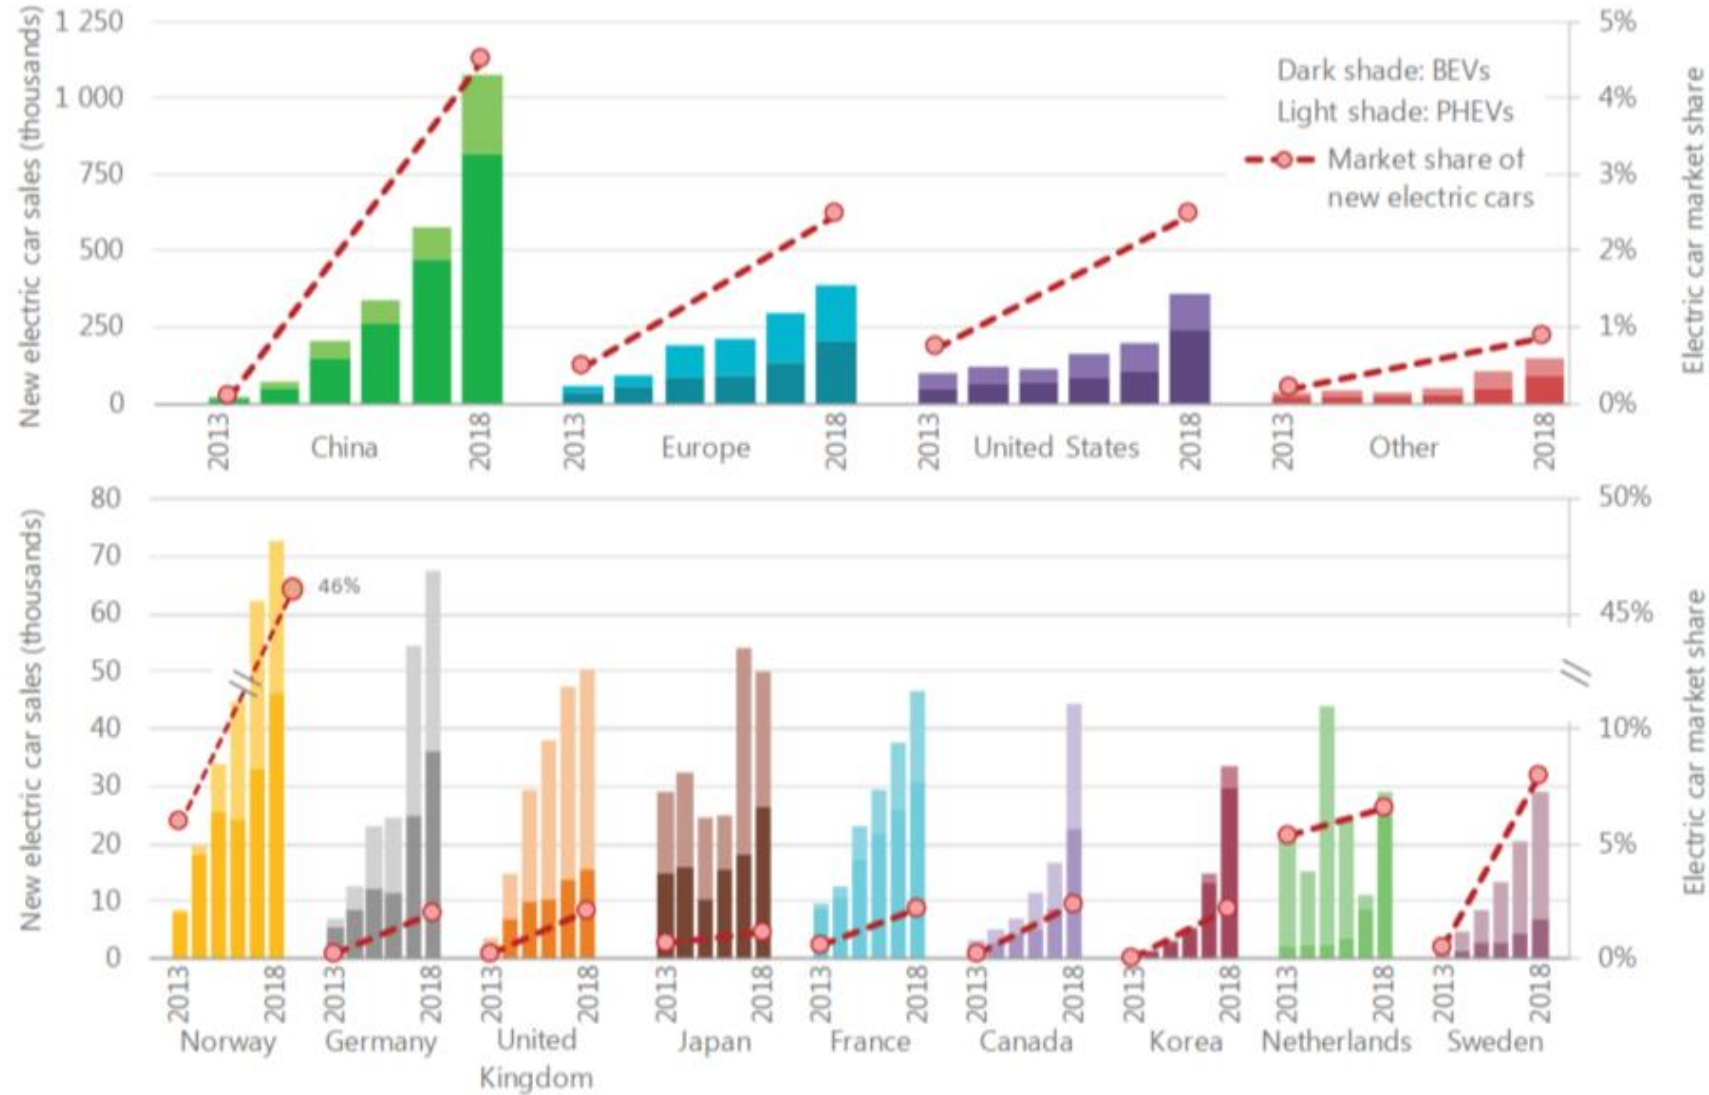 New electric car sales (thousands)
1 250
1 000
750
500
250
0
5%
4%
3%
2%
1%
0%
Electric car market share
Dark shade: BEVs
Light shade: PHEVs
Market share of
new electric cars
2013
China
2018
2013
Europe
2018
2013
United States
2018
2013
Other
2018
New electric car sales (thousands)
80
70
60
50
40
30
20
10
0
46%
50%
45%
10%
5%
0%
Electric car market share
2013
2018
Norway
2013
2018
Germany
2013
2018
United
Kingdom
2013
2018
Japan
2013
2018
France
2013
2018
Canada
2013
2018
Korea
2013
2018
Netherlands
2013
2018
Sweden